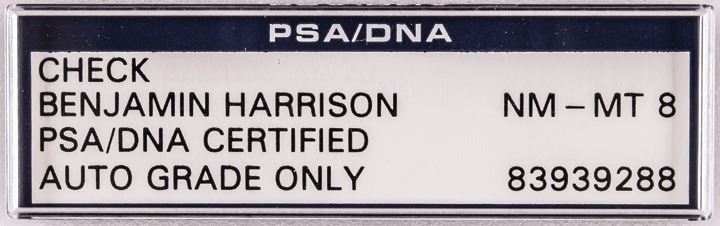 PSA/DNA
CHECK
BENJAMIN HARRISON NM-MT 8
PSA/DNA CERTIFIED
AUTO GRADE ONLY 83939288